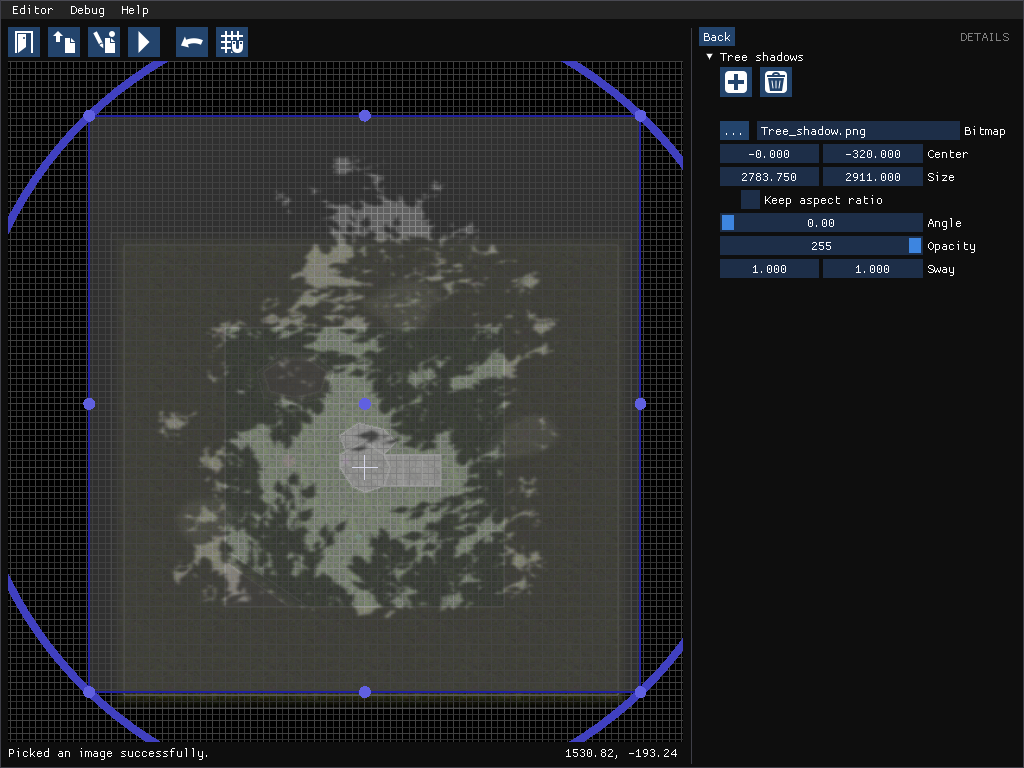 Editor Debug Help
Back DETAILS
Tree shadows
... Tree_shadow.png Bitmap
-0.000 -320.000 Center
2783.750 2911.000 Size
Keep aspect ratio
0.00 Angle
255 Opacity
1.000 1.000 Sway
Picked an image successfully. 1530.82, -193.24